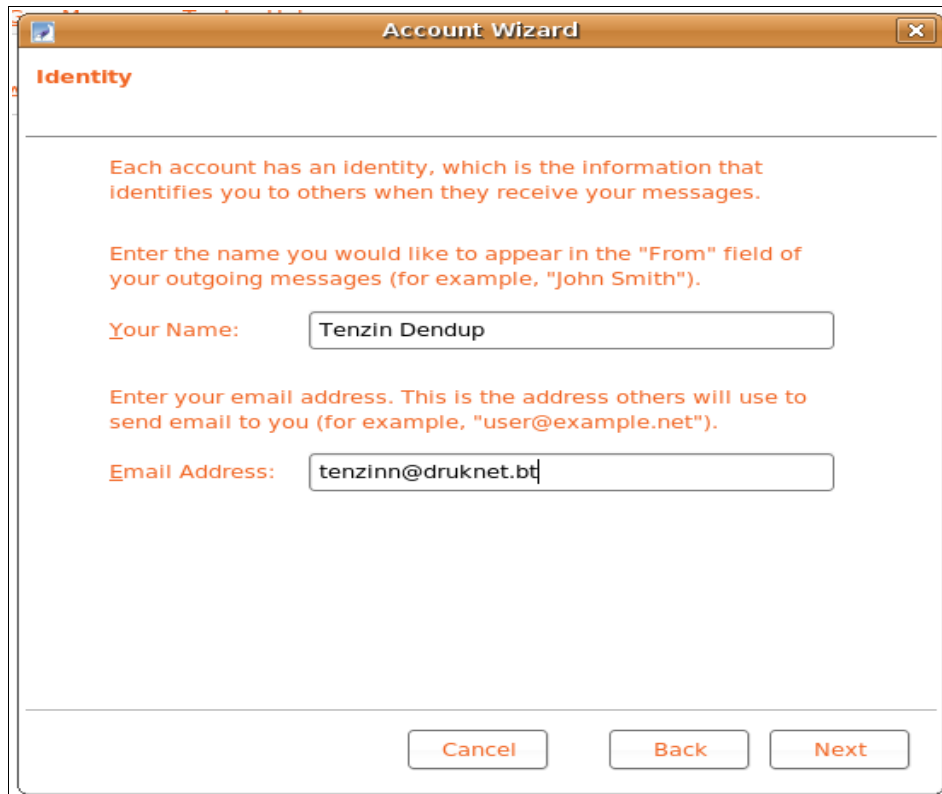 Account Wizard
Identity
Each account has an identity, which is the information that
identifies you to others when they receive your messages.
Enter the name you would like to appear in the "From" field of
your outgoing messages (for example, "John Smith").
Your Name: Tenzin Dendup
Enter your email address. This is the address others will use to
send email to you (for example, "user@example.net").
Email Address: tenzinn@druknet.bt
Cancel Back Next